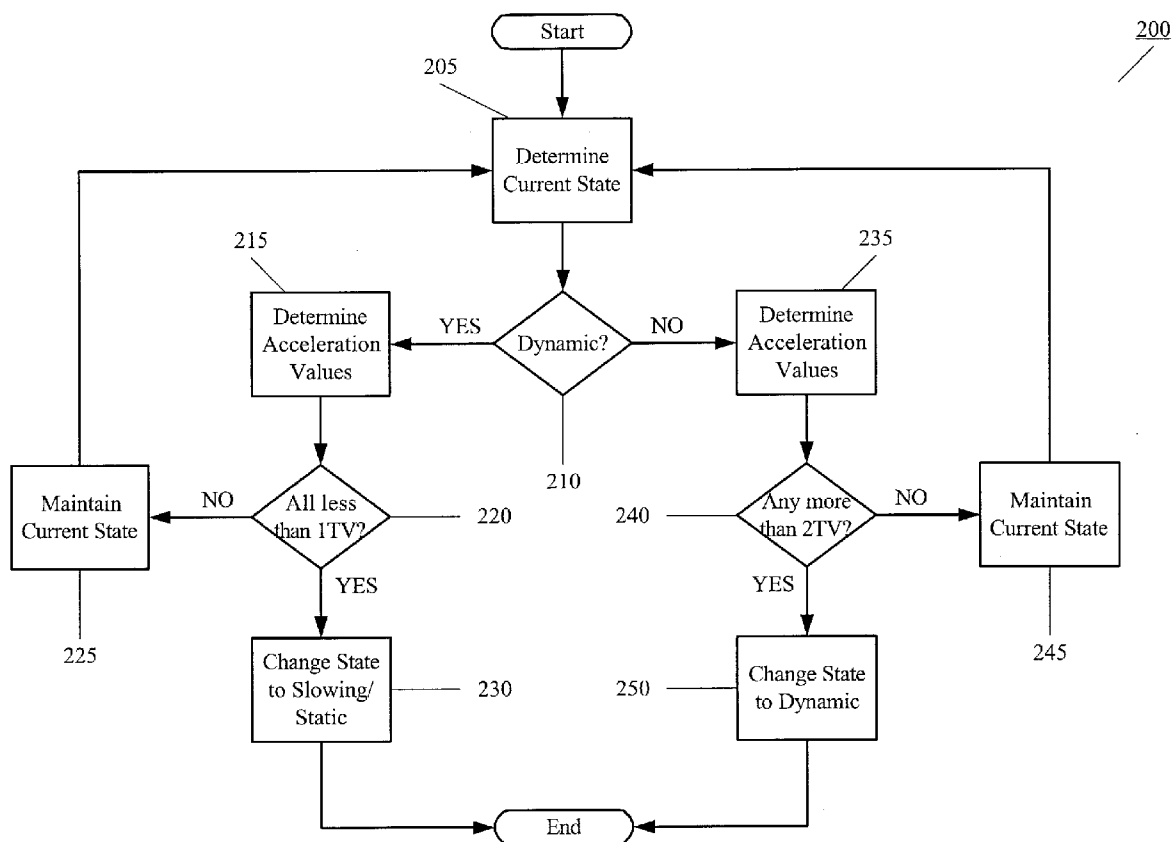 Start
200
205
Determine
Current State
215
235
Determine
Acceleration
Values
YES
Dynamic?
NO
Determine
Acceleration
Values
210
Maintain
Current State
NO
All less
than 1TV?
220
240
Any more
than 2TV?
NO
Maintain
Current State
YES
YES
225
245
Change State
to Slowing/
Static
230
250
Change State
to Dynamic
End